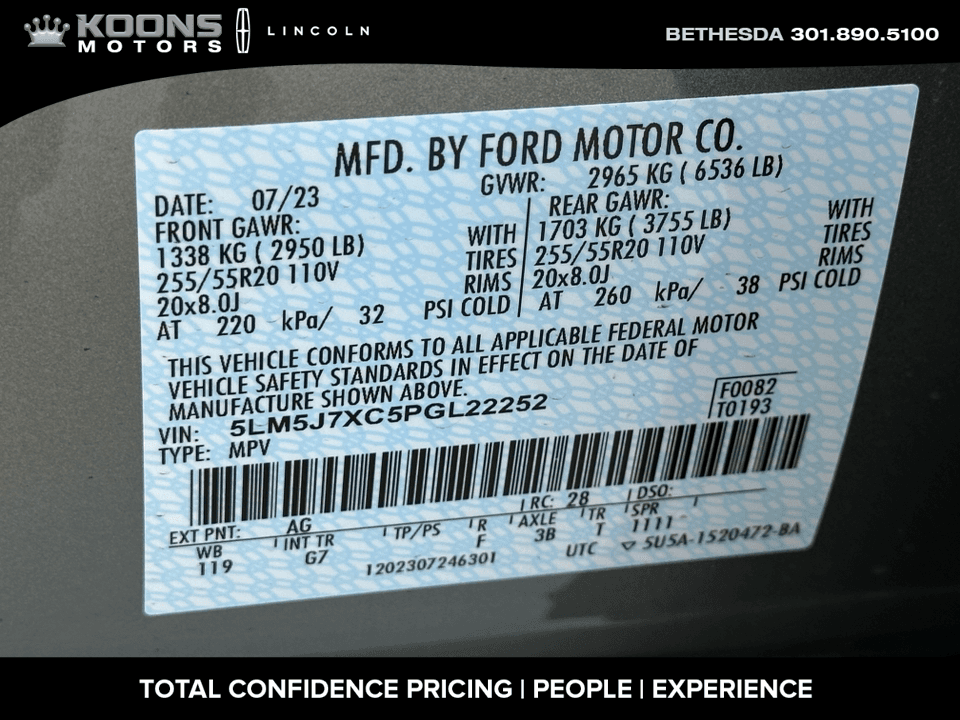 KOONS
MOTORS
LINCOLN
BETHESDA 301.890.5100
MFD. BY FORD MOTOR CO.
DATE: 07/23 GVWR: 2965 KG ( 6536 LB)
FRONT GAWR: REAR GAWR:
1338 KG ( 2950 LB) WITH 1703 KG ( 3755 LB) WITH
255/55R20 110V TIRES 255/55R20 110V TIRES
20x8.0J RIMS 20x8.0J RIMS
AT 220 kPa/ 32 PSI COLD AT 260 kPa/ 38 PSI COLD
THIS VEHICLE CONFORMS TO ALL APPLICABLE FEDERAL MOTOR
VEHICLE SAFETY STANDARDS IN EFFECT ON THE DATE OF
MANUFACTURE SHOWN ABOVE.
VIN: 5LM5J7XC5PGL22252 F0082
TYPE: MPV T0193
EXT PNT: AG RC: 28 DSO:
WB INT TR TP/PS R AXLE TR SPR
119 G7 F 3B T 1111
1202307246301 UTC ▽ 5U5A-1520472-BA
TOTAL CONFIDENCE PRICING | PEOPLE | EXPERIENCE